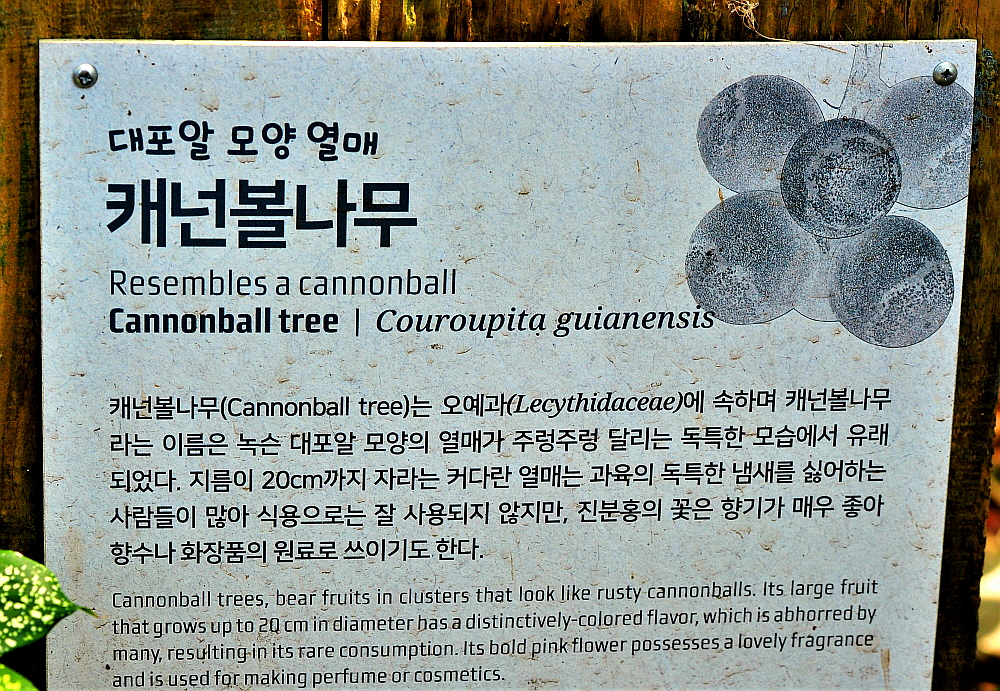 대포알 모양 열매
캐넌볼나무
Resembles a cannonball
Cannonball tree | Couroupita guianensis
캐넌볼나무(Cannonball tree)는 오예과(Lecythidaceae)에 속하며 캐넌볼나무
라는 이름은 녹슨 대포알 모양의 열매가 주렁주렁 달리는 독특한 모습에서 유래
되었다. 지름이 20cm까지 자라는 커다란 열매는 과육의 독특한 냄새를 싫어하는
사람들이 많아 식용으로는 잘 사용되지 않지만, 진분홍의 꽃은 향기가 매우 좋아
향수나 화장품의 원료로 쓰이기도 한다.
Cannonball trees, bear fruits in clusters that look like rusty cannonballs. Its large fruit
that grows up to 20 cm in diameter has a distinctively-colored flavor, which is abhorred by
many, resulting in its rare consumption. Its bold pink flower possesses a lovely fragrance
and is used for making perfume or cosmetics.